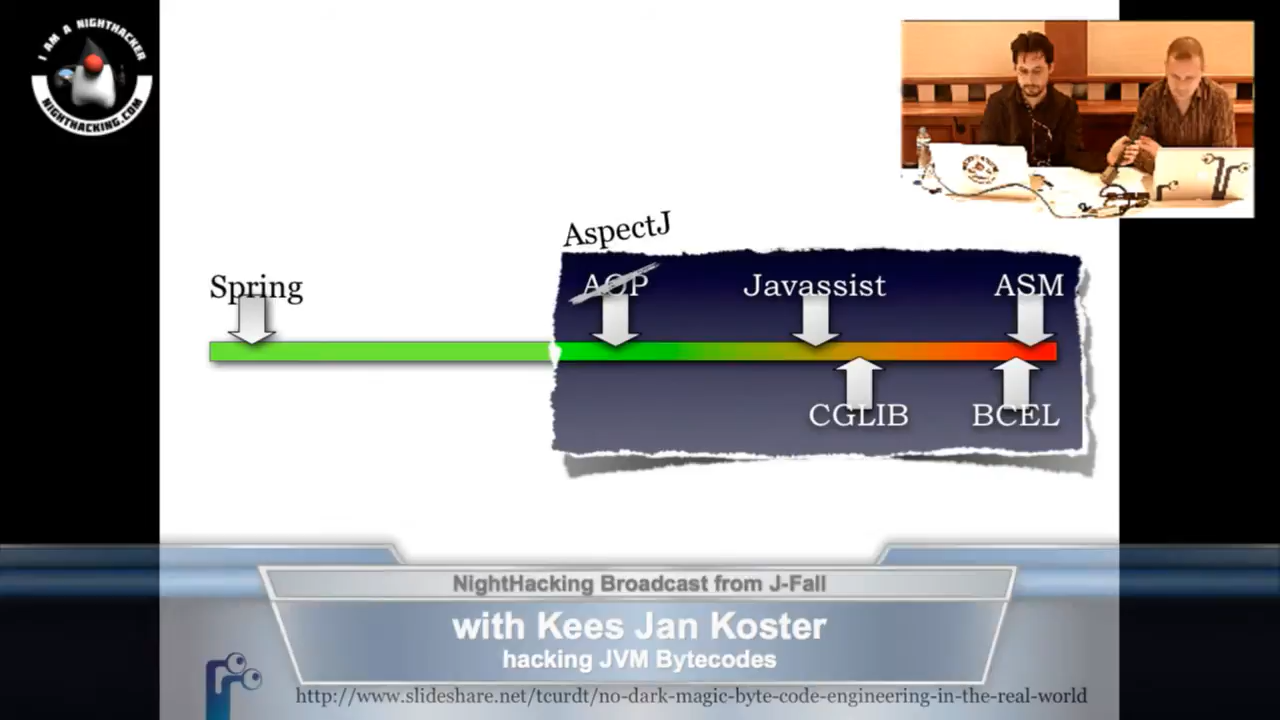 I AM A NIGHTHACKER
NIGHTHACKING.COM
AspectJ
Spring
AOP
Javassist
ASM
CGLIB
BCEL
NightHacking Broadcast from J-Fall
with Kees Jan Koster
hacking JVM Bytecodes
http://www.slideshare.net/tcurdt/no-dark-magic-byte-code-engineering-in-the-real-world